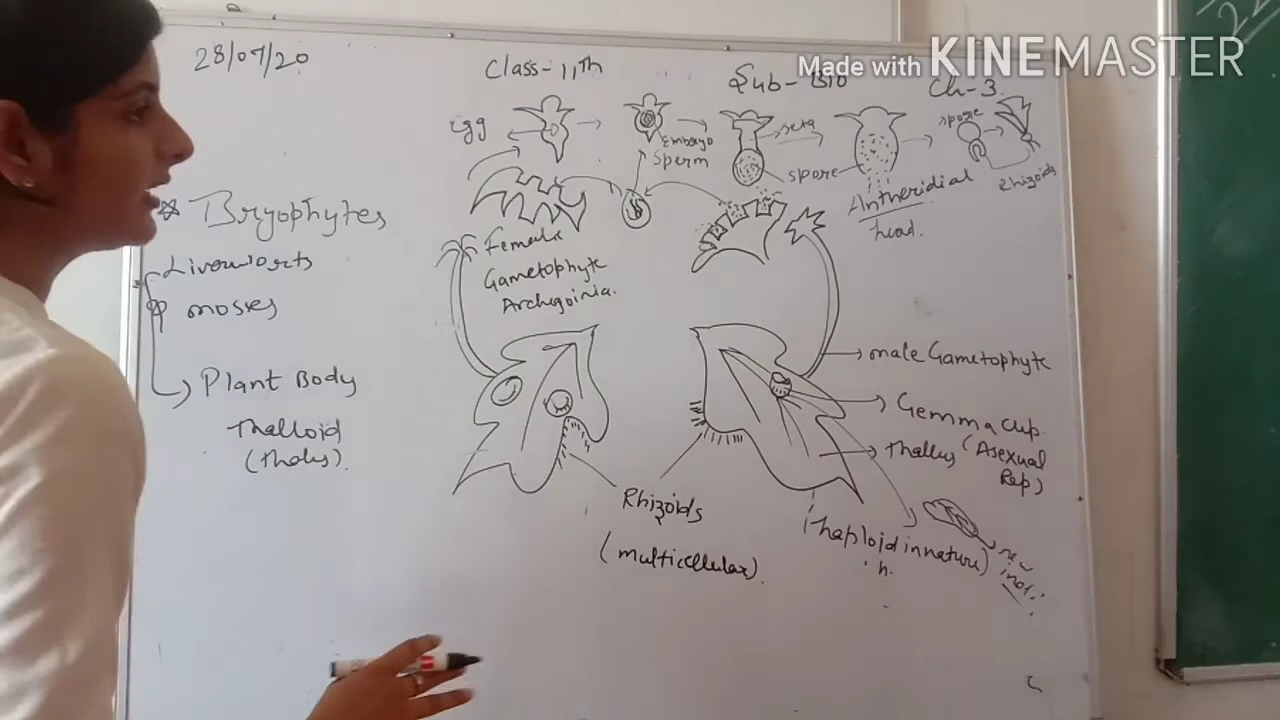 Made with KINEMASTER
28/07/20
Class-11th
Sub-Bio
Ch-3
egg
Embryo
Sperm
seta
spore
spore
Rhizoids
Antheridial
head.
Bryophytes
Liverworts
mosses
Plant Body
Thalloid
(Thalus).
Female
Gametophyte
Archegoinia.
male Gametophyte
Gemma cup.
(Asexual
Rep)
Thallus
Rhizoids
(multicellular)
(haploid in nature)
n.